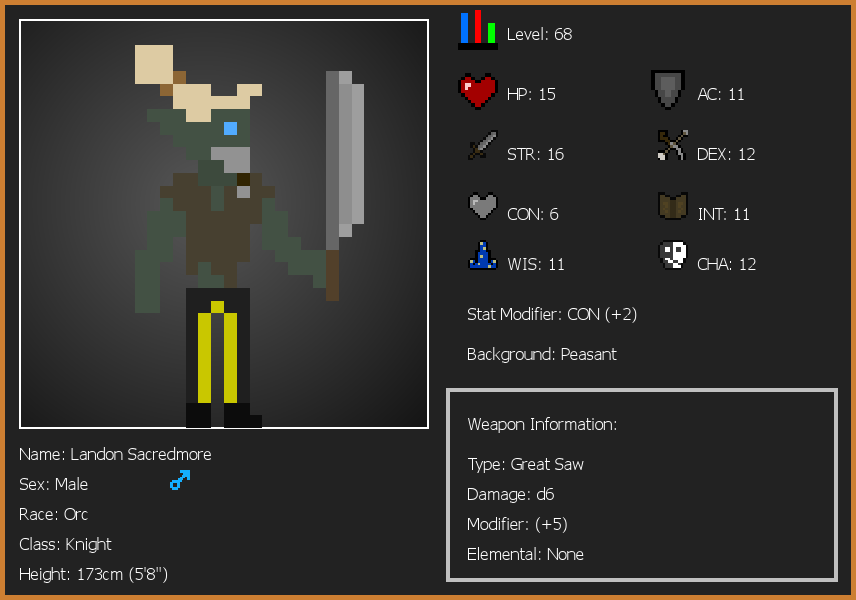 Level: 68
HP: 15
AC: 11
STR: 16
DEX: 12
CON: 6
INT: 11
WIS: 11
CHA: 12
Stat Modifier: CON (+2)
Background: Peasant
Weapon Information:
Type: Great Saw
Damage: d6
Modifier: (+5)
Elemental: None
Name: Landon Sacredmore
Sex: Male
Race: Orc
Class: Knight
Height: 173cm (5'8")